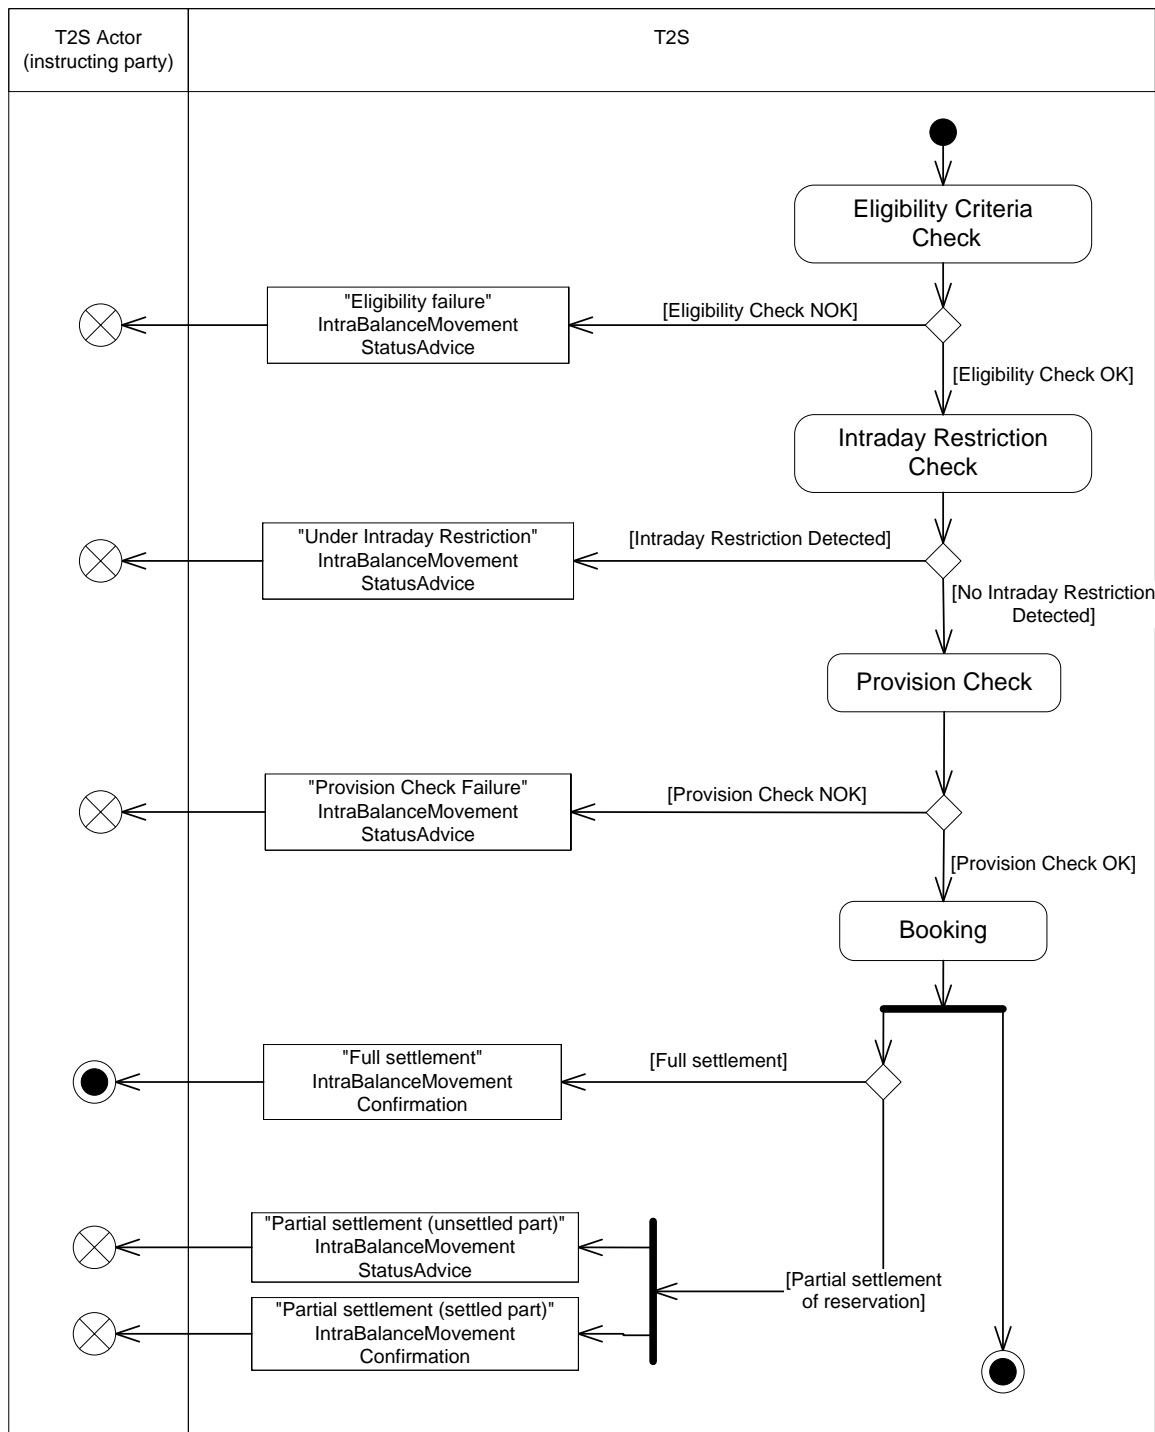 T2S Actor
(instructing party)
T2S
Eligibility Criteria
Check
"Eligibility failure"
IntraBalanceMovement
StatusAdvice
[Eligibility Check NOK]
[Eligibility Check OK]
Intraday Restriction
Check
"Under Intraday Restriction"
IntraBalanceMovement
StatusAdvice
[Intraday Restriction Detected]
[No Intraday Restriction
Detected]
Provision Check
"Provision Check Failure"
IntraBalanceMovement
StatusAdvice
[Provision Check NOK]
[Provision Check OK]
Booking
"Full settlement"
IntraBalanceMovement
Confirmation
[Full settlement]
"Partial settlement (unsettled part)"
IntraBalanceMovement
StatusAdvice
[Partial settlement
of reservation]
"Partial settlement (settled part)"
IntraBalanceMovement
Confirmation